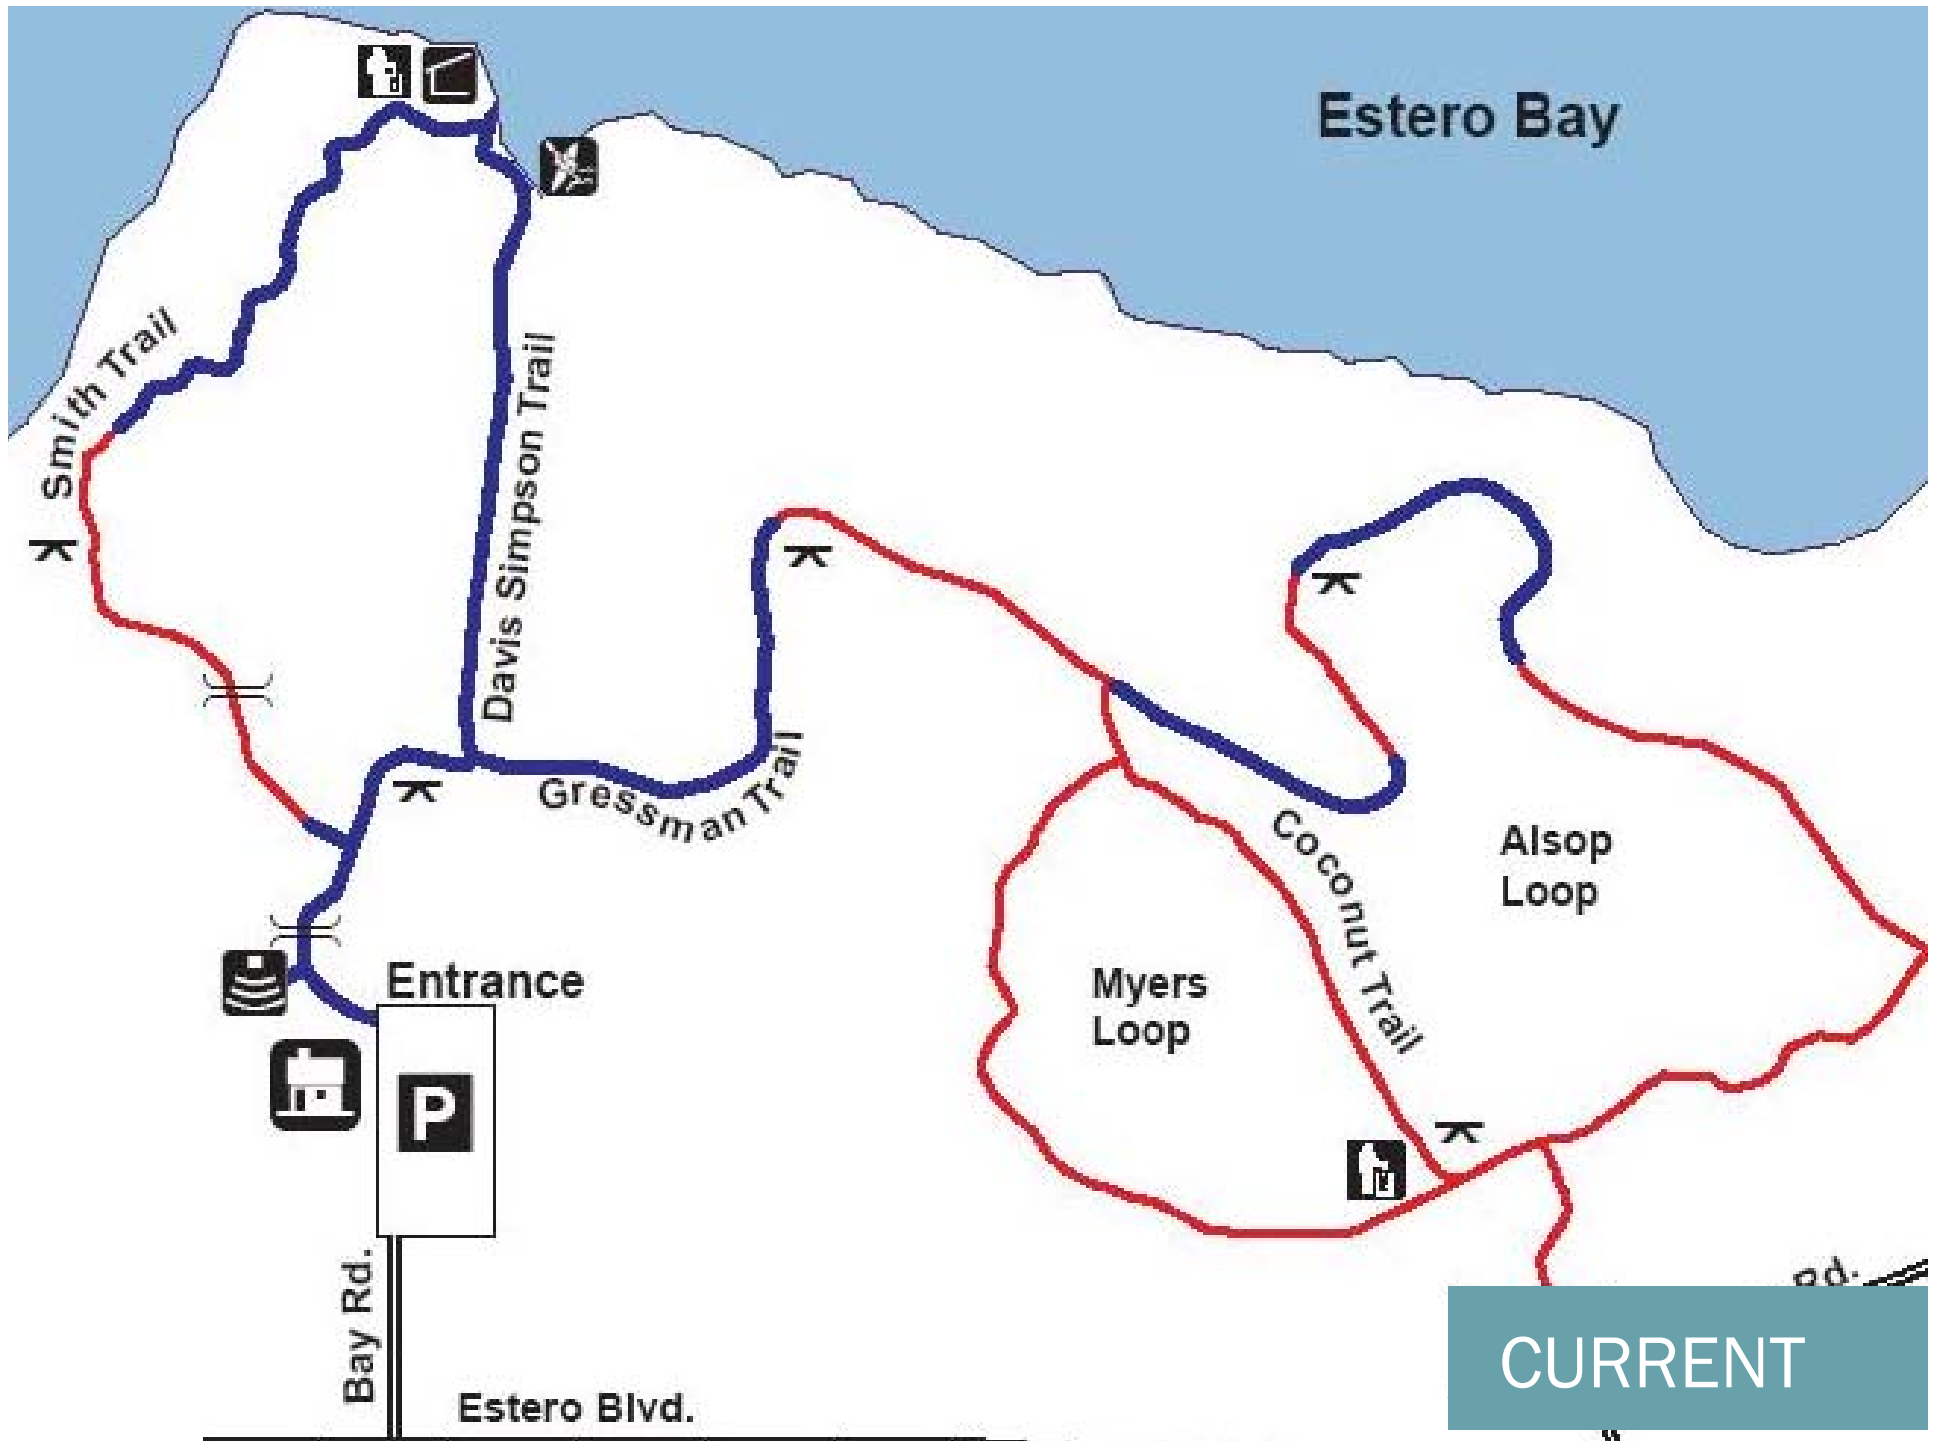 Estero Bay
Smith Trail
Davis Simpson Trail
Gressman Trail
Coconut Trail
Alsop
Loop
Myers
Loop
Entrance
P
Bay Rd.
Rd.
CURRENT
Estero Blvd.